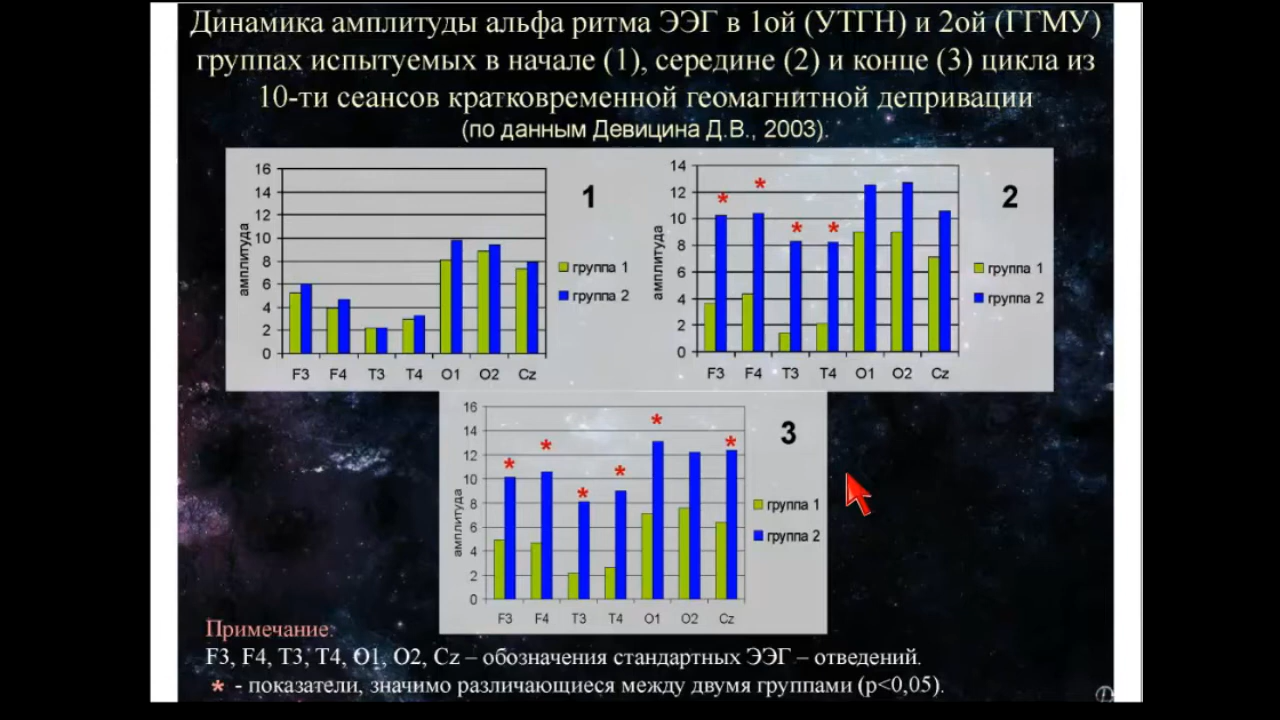 Динамика амплитуды альфа ритма ЭЭГ в 1ой (УТГН) и 2ой (ГГМУ)
группах испытуемых в начале (1), середине (2) и конце (3) цикла из
10-ти сеансов кратковременной геомагнитной депривации
(по данным Девицина Д.В., 2003).
16
14
12
10
8
6
4
2
0
амплитуда
F3 F4 T3 T4 O1 O2 Cz
1
группа 1
группа 2
14
12
10
8
6
4
2
0
амплитуда
F3 F4 T3 T4 O1 O2 Cz
* * * *
2
группа 1
группа 2
16
14
12
10
8
6
4
2
0
амплитуда
F3 F4 T3 T4 O1 O2 Cz
* * * * * *
3
группа 1
группа 2
Примечание:
F3, F4, T3, T4, O1, O2, Cz – обозначения стандартных ЭЭГ – отведений.
* - показатели, значимо различающиеся между двумя группами (p<0,05).